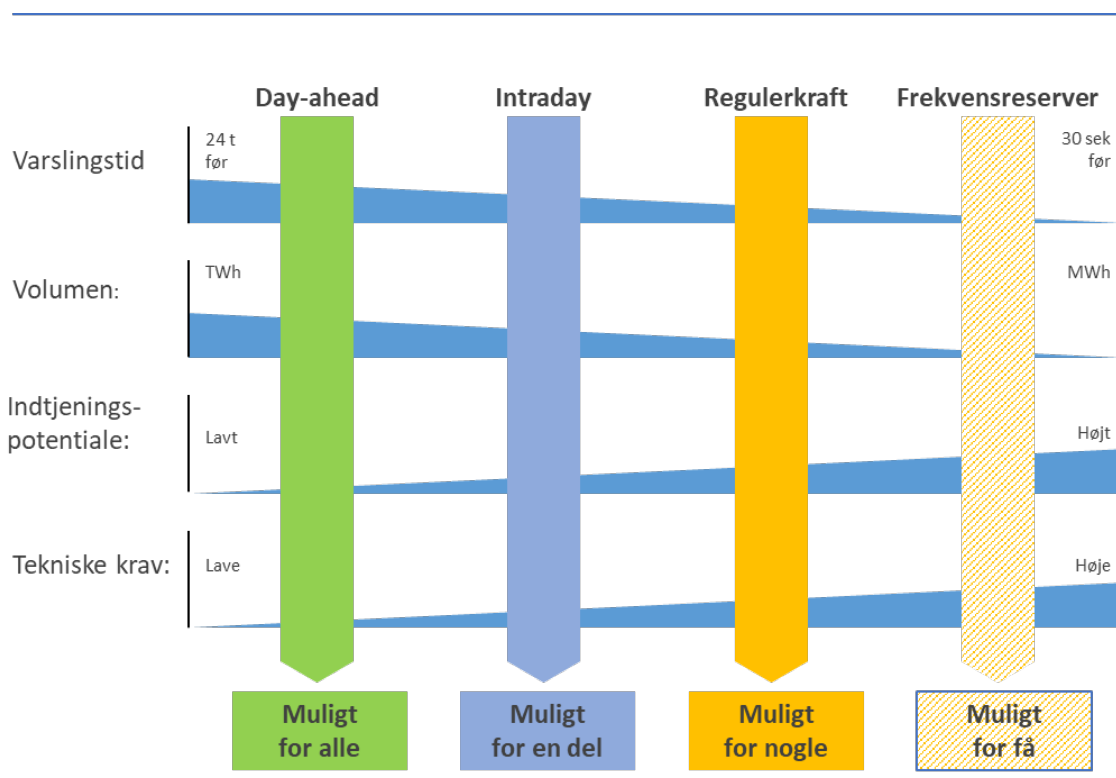 Day-ahead
Intraday
Regulerkraft
Frekvensreserver
Varslingstid
24 t
før
30 sek
før
Volumen:
TWh
MWh
Indtjenings-
potentiale:
Lavt
Højt
Tekniske krav:
Lave
Høje
Muligt
for alle
Muligt
for en del
Muligt
for nogle
Muligt
for få